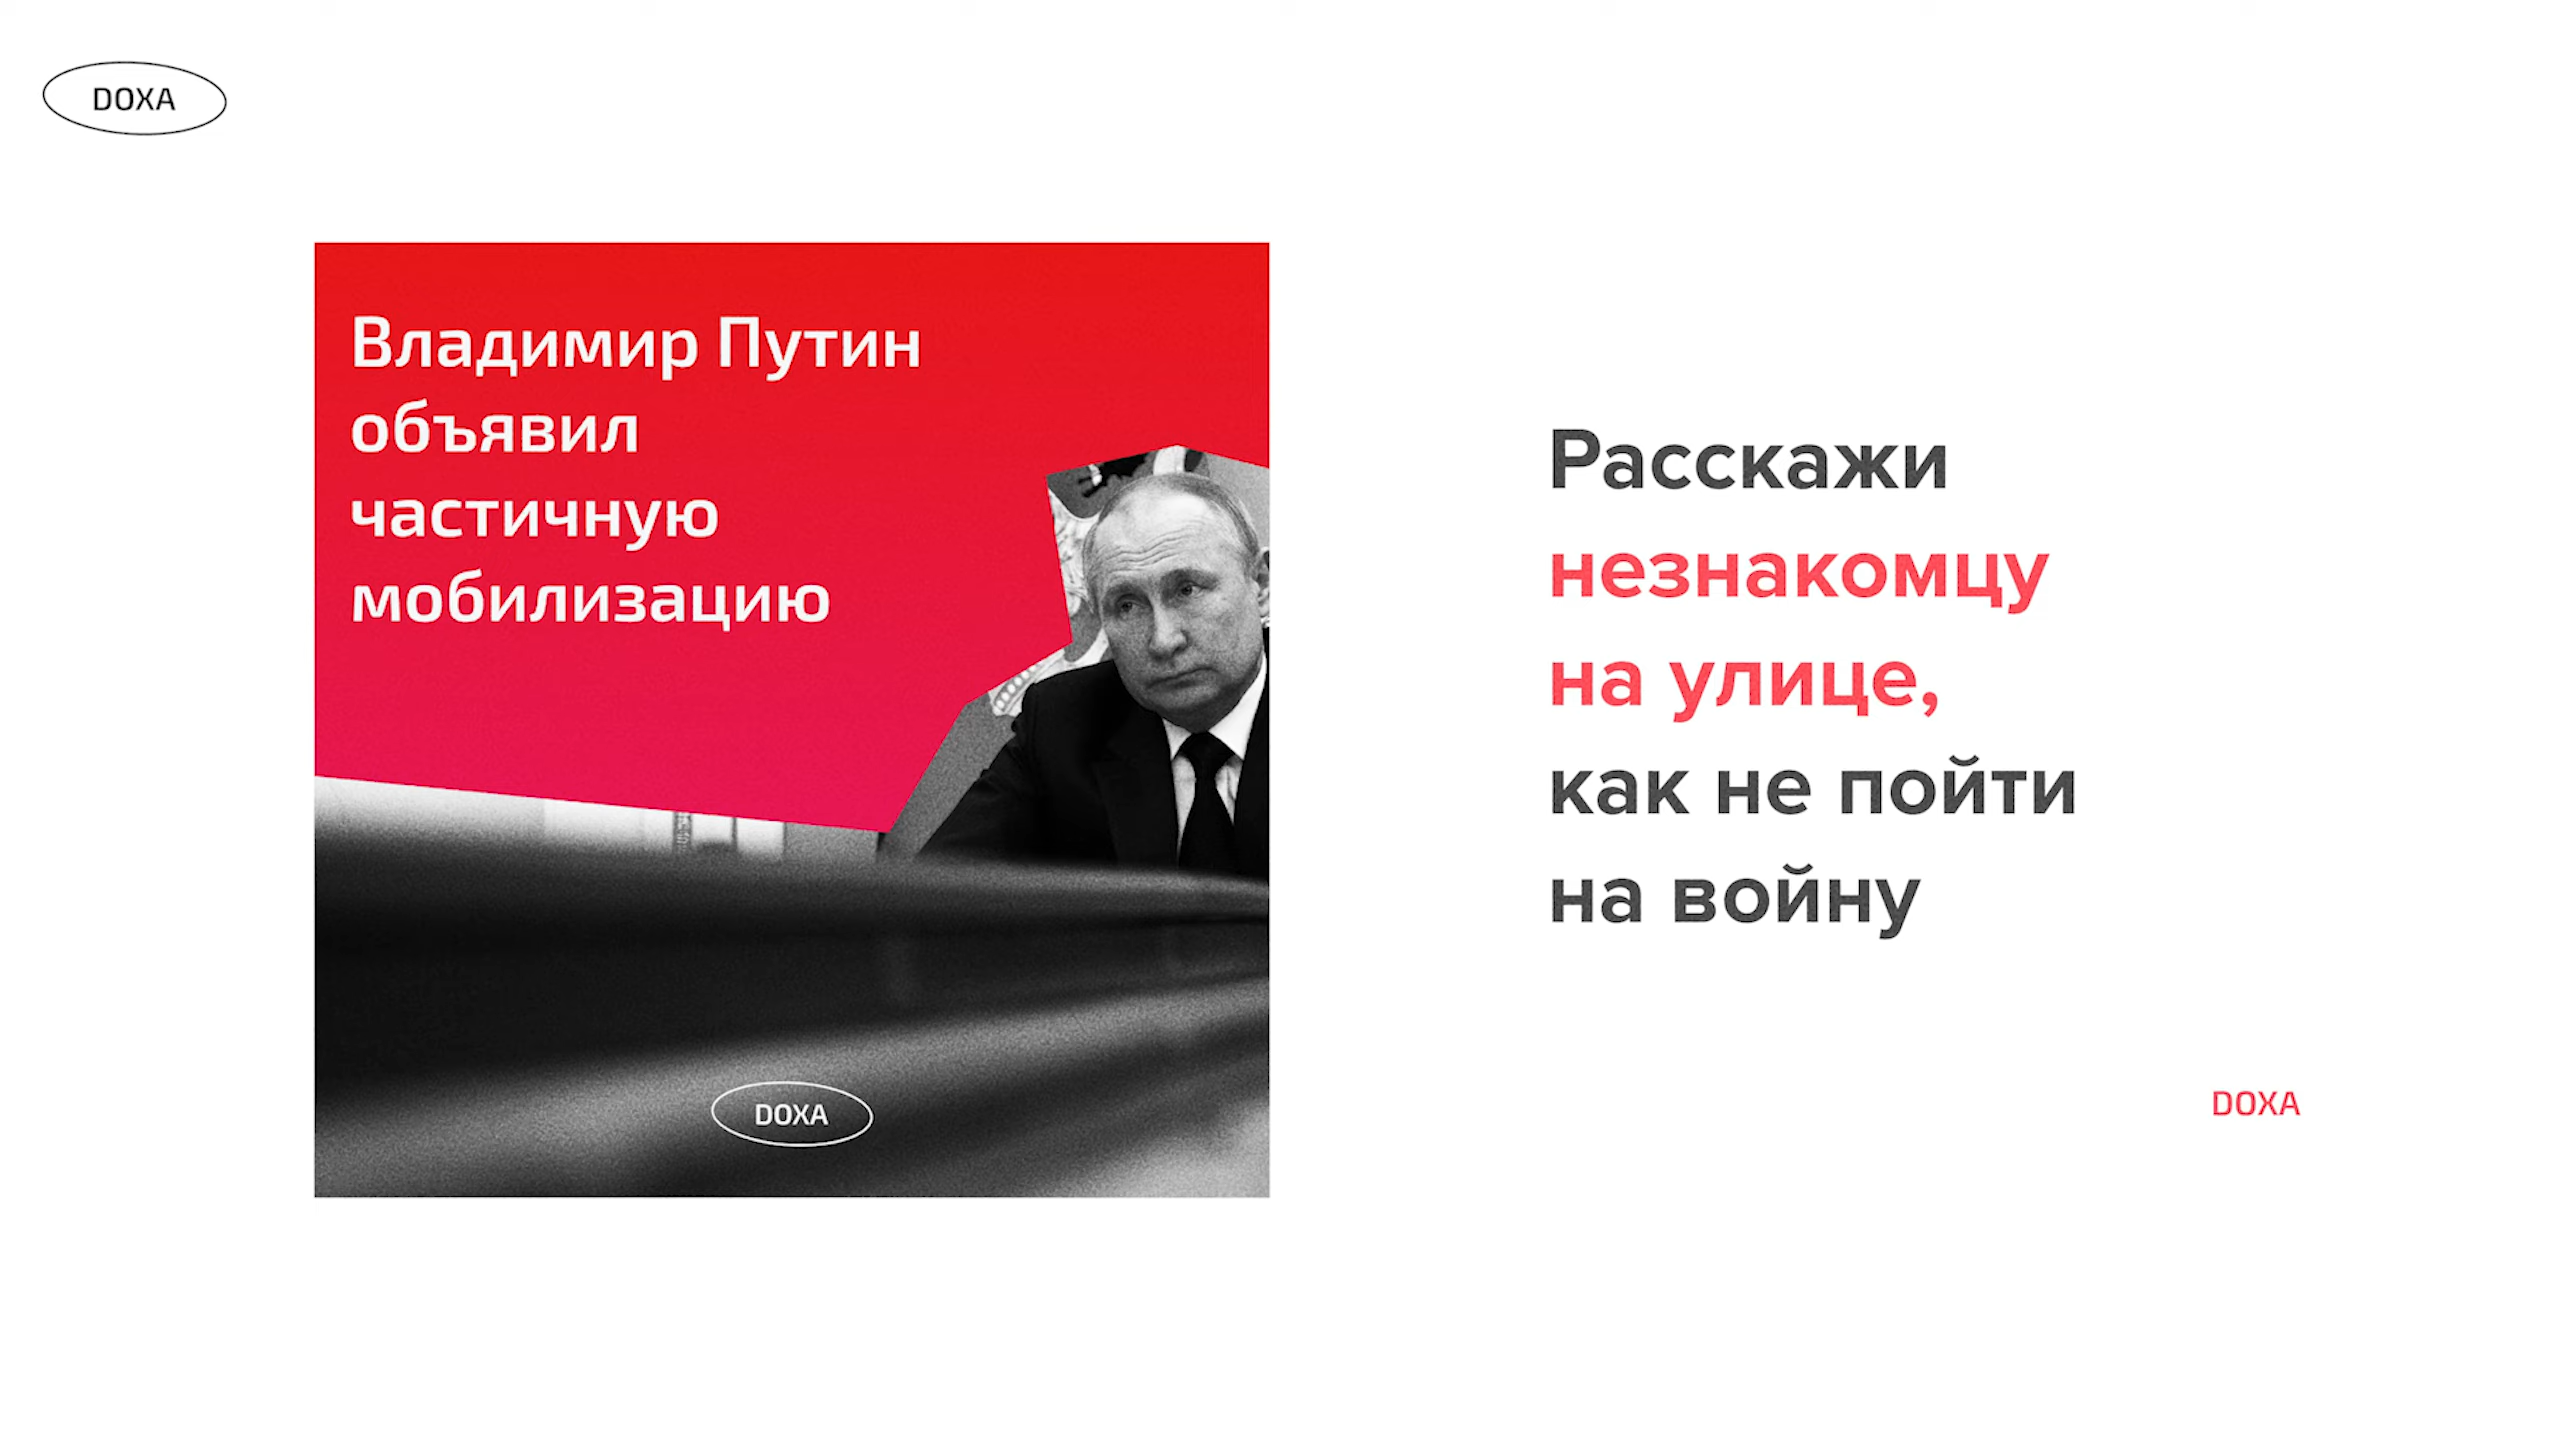 DOXA
Владимир Путин
объявил
частичную
мобилизацию
DOXA
Расскажи
незнакомцу
на улице,
как не пойти
на войну
DOXA